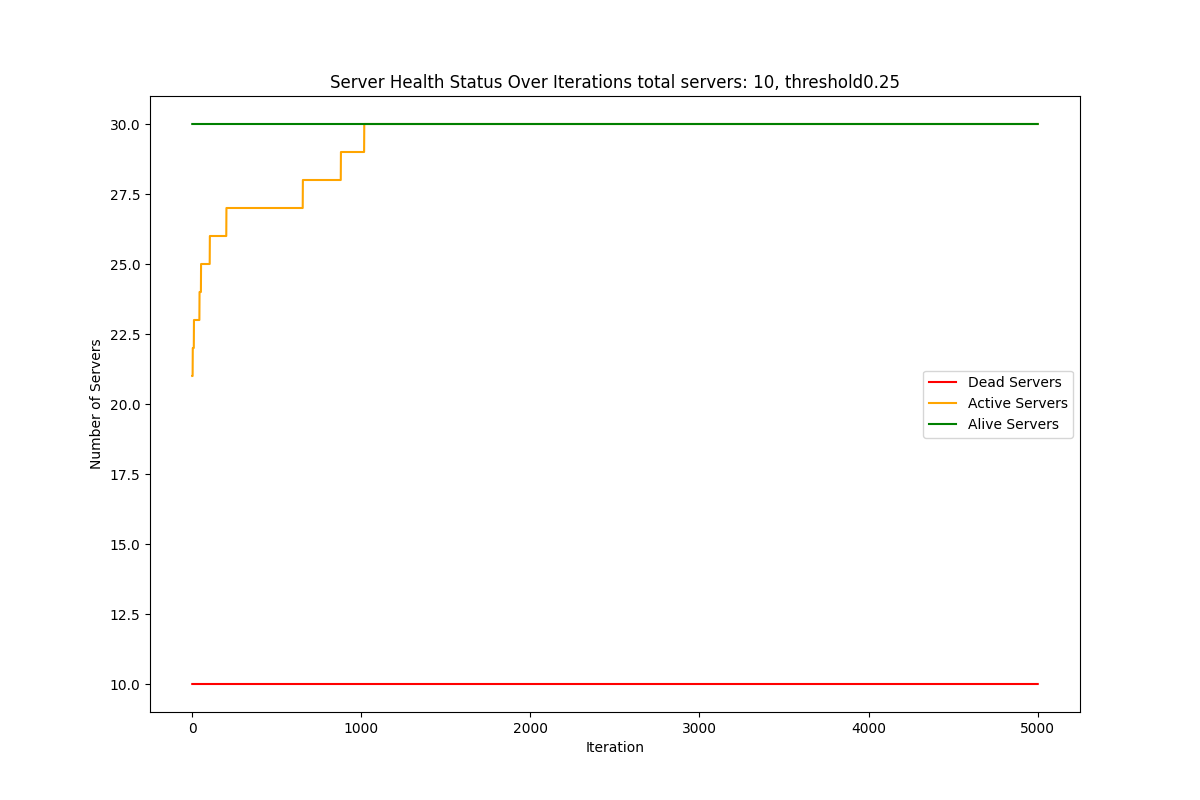 Server Health Status Over Iterations total servers: 10, threshold0.25
30.0
27.5
25.0
22.5
20.0
17.5
15.0
12.5
10.0
Number of Servers
Dead Servers
Active Servers
Alive Servers
0 1000 2000 3000 4000 5000
Iteration